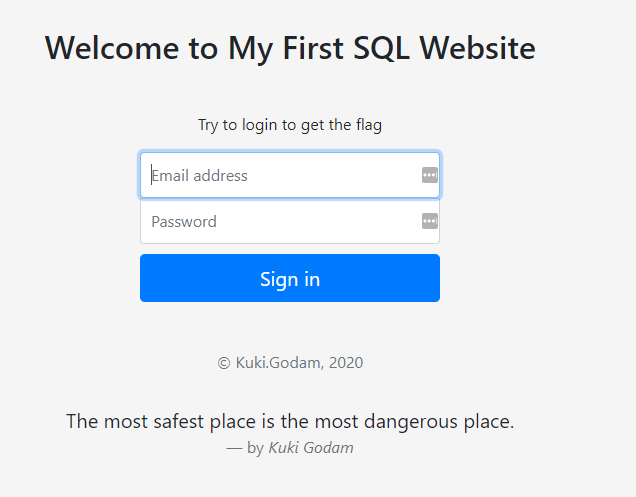 Welcome to My First SQL Website
Try to login to get the flag
Email address
Password
Sign in
© Kuki.Godam, 2020
The most safest place is the most dangerous place.
— by Kuki Godam